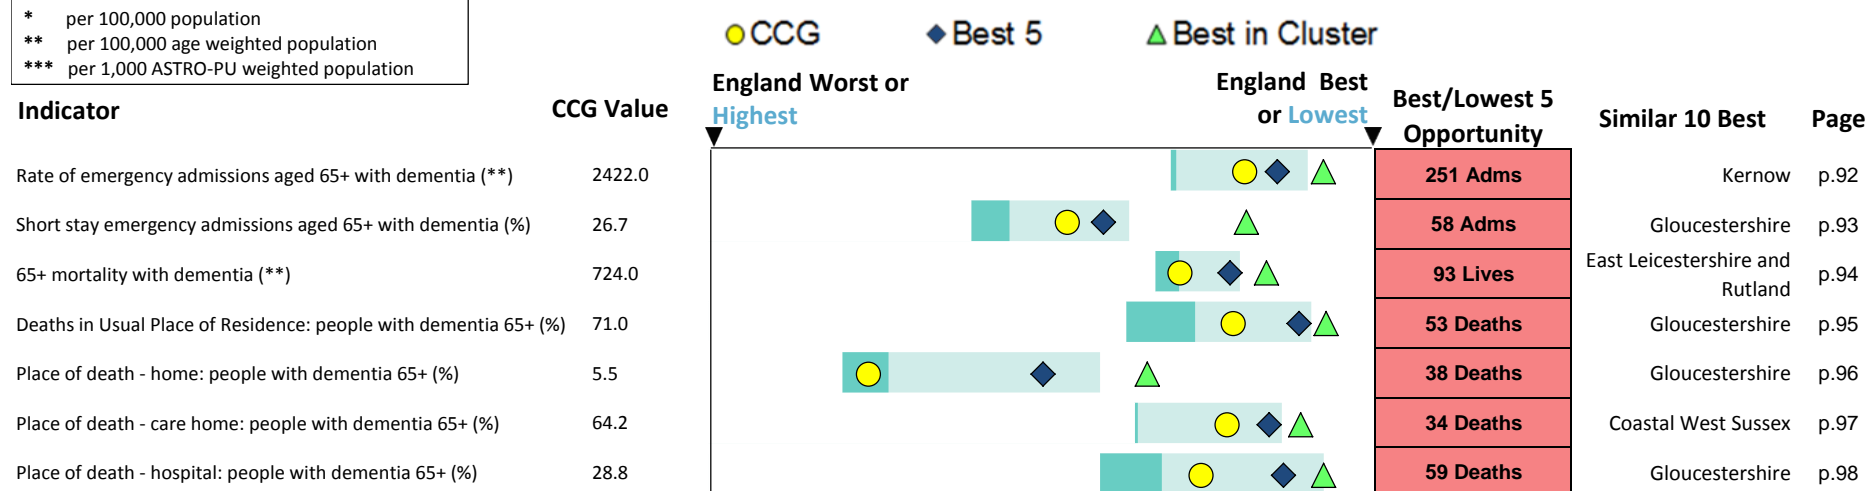 * per 100,000 population
** per 100,000 age weighted population
*** per 1,000 ASTRO-PU weighted population
CCG Best 5 Best in Cluster
Indicator CCG Value England Worst or Highest England Best or Lowest Best/Lowest 5 Opportunity Similar 10 Best Page
Rate of emergency admissions aged 65+ with dementia (**) 2422.0 251 Adms Kernow p.92
Short stay emergency admissions aged 65+ with dementia (%) 26.7 58 Adms Gloucestershire p.93
65+ mortality with dementia (**) 724.0 93 Lives East Leicestershire and Rutland p.94
Deaths in Usual Place of Residence: people with dementia 65+ (%) 71.0 53 Deaths Gloucestershire p.95
Place of death - home: people with dementia 65+ (%) 5.5 38 Deaths Gloucestershire p.96
Place of death - care home: people with dementia 65+ (%) 64.2 34 Deaths Coastal West Sussex p.97
Place of death - hospital: people with dementia 65+ (%) 28.8 59 Deaths Gloucestershire p.98